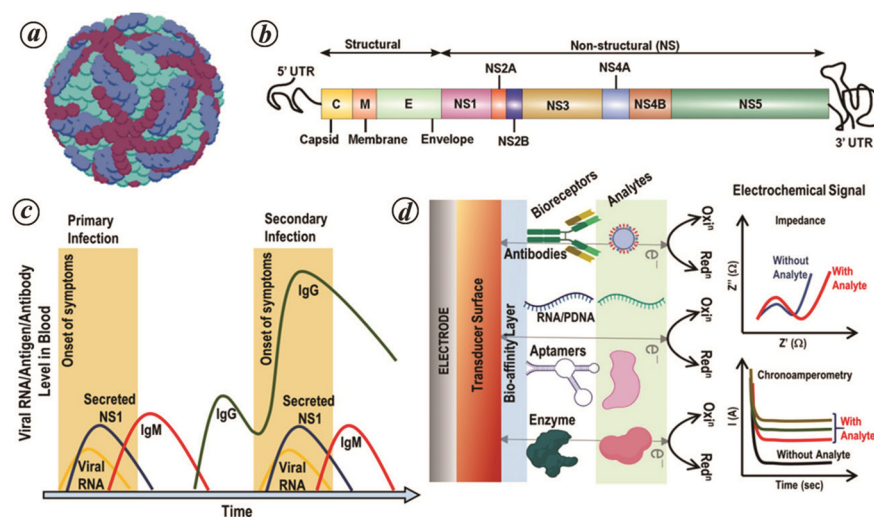 a
b
Structural
Non-structural (NS)
5' UTR
NS2A
NS4A
C
M
E
NS1
NS3
NS4B
NS5
Capsid
Membrane
Envelope
NS2B
3' UTR
c
Primary
Infection
Secondary
Infection
Viral RNA/Antigen/Antibody
Level in Blood
Onset of symptoms
Onset of symptoms
IgG
Secreted
NS1
IgM
IgG
Secreted
NS1
IgM
Viral
RNA
Viral
RNA
Time
d
Bioreceptors
Analytes
Electrochemical Signal
ELECTRODE
Transducer Surface
Bio-affinity Layer
Antibodies
e⁻
Oxiⁿ
Redⁿ
RNA/PDNA
Aptamers
e⁻
Oxiⁿ
Redⁿ
Enzyme
e⁻
Oxiⁿ
Redⁿ
Impedance
Z" (Ω)
Without
Analyte
With
Analyte
Z' (Ω)
Chronoamperometry
I (A)
With
Analyte
Without Analyte
Time (sec)